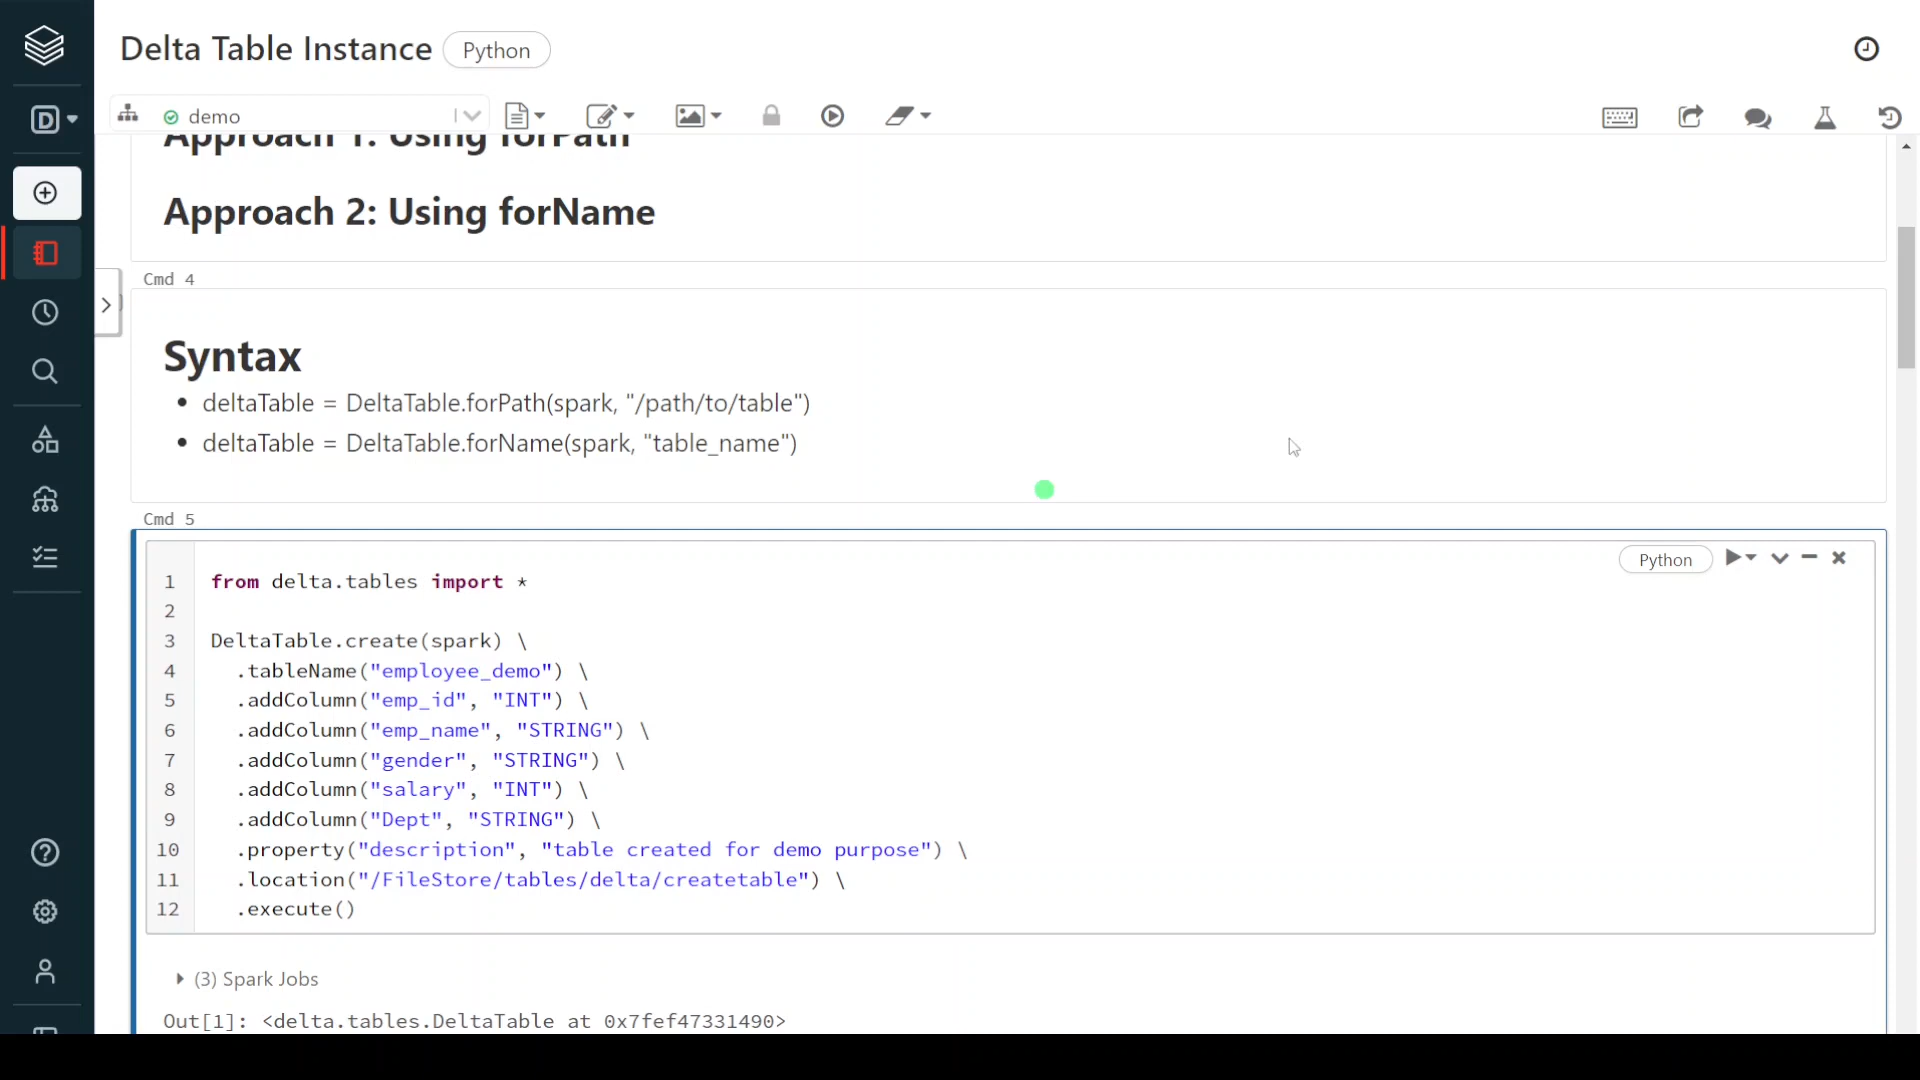 Delta Table Instance Python
demo
Approach 1: Using forPath
Approach 2: Using forName
Cmd 4
Syntax
• deltaTable = DeltaTable.forPath(spark, "/path/to/table")
• deltaTable = DeltaTable.forName(spark, "table_name")
Cmd 5
Python
1 from delta.tables import *
2
3 DeltaTable.create(spark) \
4 .tableName("employee_demo") \
5 .addColumn("emp_id", "INT") \
6 .addColumn("emp_name", "STRING") \
7 .addColumn("gender", "STRING") \
8 .addColumn("salary", "INT") \
9 .addColumn("Dept", "STRING") \
10 .property("description", "table created for demo purpose") \
11 .location("/FileStore/tables/delta/createtable") \
12 .execute()
(3) Spark Jobs
Out[1]: <delta.tables.DeltaTable at 0x7fef47331490>